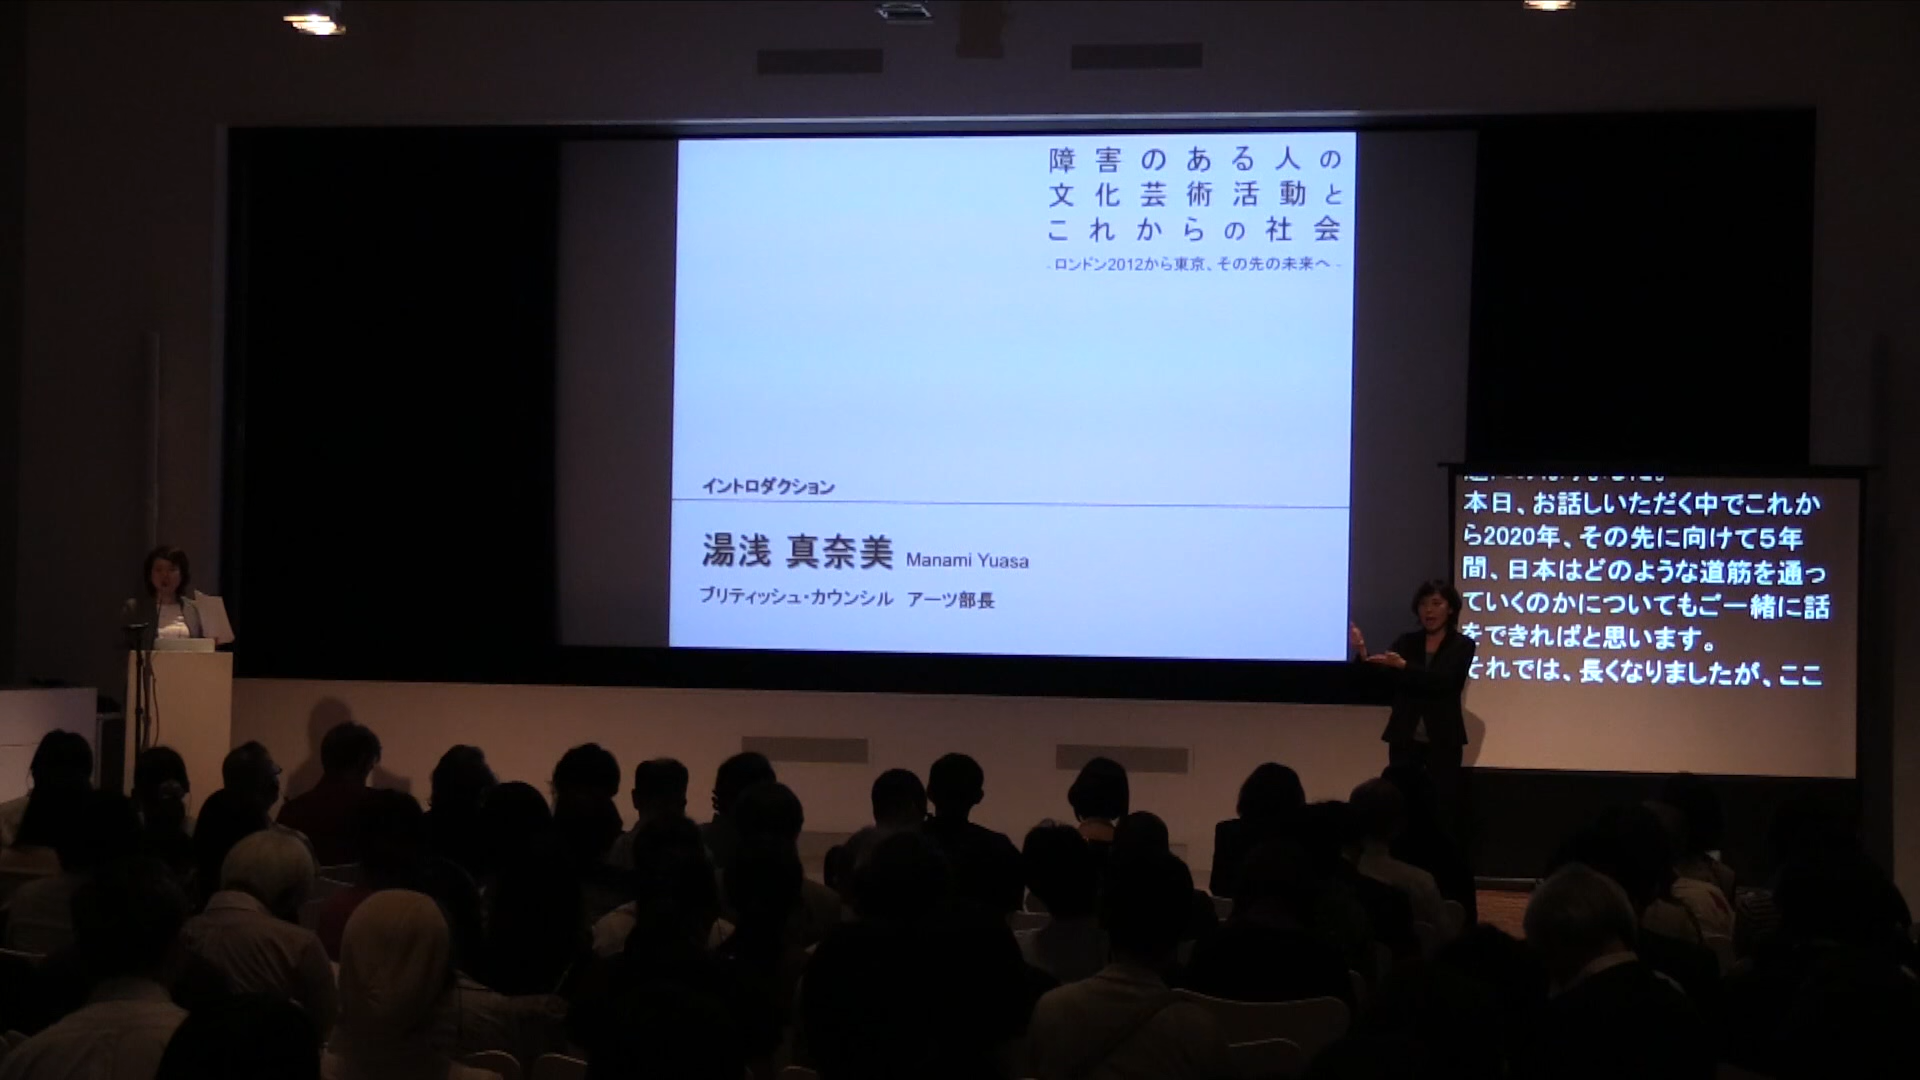 障害のある人の
文化芸術活動と
これからの社会
- ロンドン2012から東京、その先の未来へ -
イントロダクション
湯浅 真奈美 Manami Yuasa
ブリティッシュ・カウンシル アーツ部長
本日、お話しいただく中でこれか
ら2020年、その先に向けて5年
間、日本はどのような道筋を通っ
ていくのかについてもご一緒に話
をできればと思います。
それでは、長くなりましたが、ここ